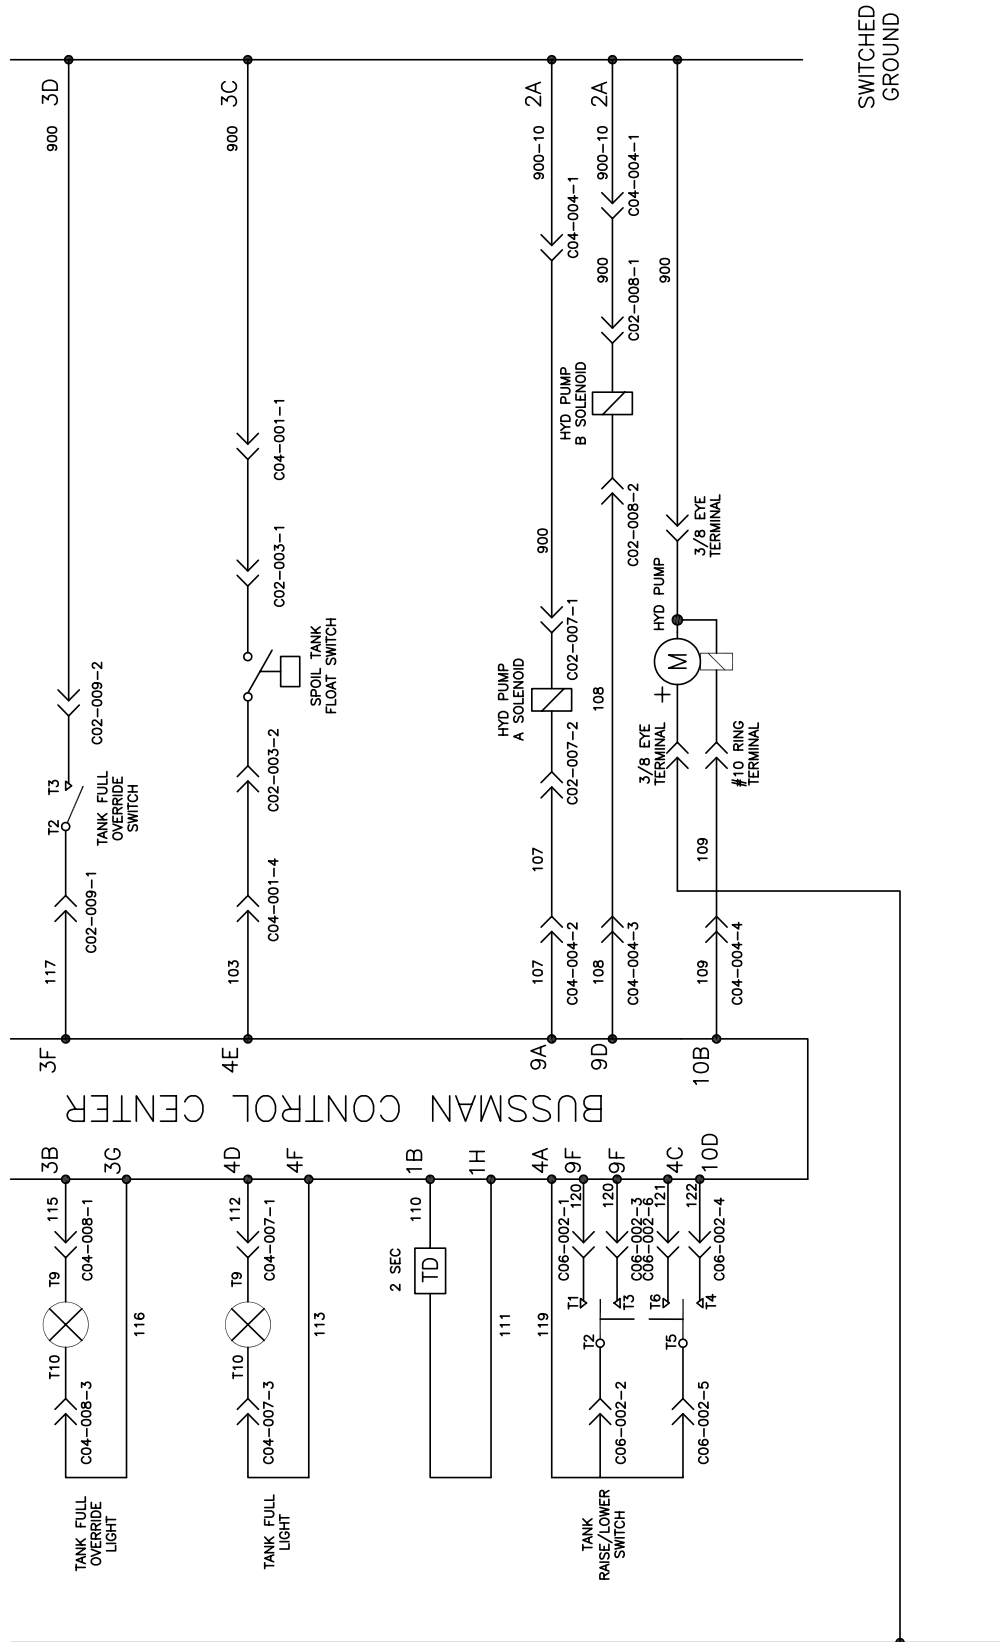 SWITCHED
GROUND
3D
900
C02-009-2
T3
T2
TANK FULL
OVERRIDE
SWITCH
C02-009-1
117
3F
3C
900
C04-001-1
C02-003-1
SPOIL TANK
FLOAT SWITCH
C02-003-2
C04-001-4
103
4E
2A
900-10
C04-004-1
900
C02-007-1
HYD PUMP
A SOLENOID
C02-007-2
107
107
C04-004-2
9A
2A
900-10
C04-004-1
900
C02-008-1
HYD PUMP
B SOLENOID
C02-008-2
108
108
C04-004-3
9D
900
3/8 EYE
TERMINAL
HYD PUMP
M
+
3/8 EYE
TERMINAL
#10 RING
TERMINAL
109
109
C04-004-4
10B
BUSSMAN CONTROL CENTER
3B
115
C04-008-1
T9
T10
C04-008-3
TANK FULL
OVERRIDE
LIGHT
3G
116
4D
112
C04-007-1
T9
T10
C04-007-3
TANK FULL
LIGHT
4F
113
1B
110
2 SEC
TD
1H
111
4A
119
9F
120
C06-002-1
T1
T2
C06-002-2
9F
120
C06-002-3
T3
4C
121
C06-002-6
T6
T5
C06-002-5
10D
122
C06-002-4
T4
TANK
RAISE/LOWER
SWITCH